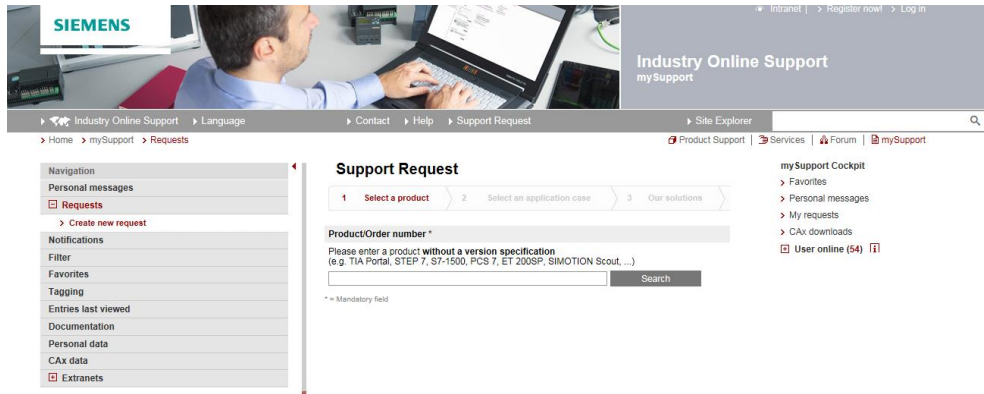 SIEMENS
Intranet | > Register now! > Log in
Industry Online Support
mySupport
Industry Online Support
Language
Contact
Help
Support Request
Site Explorer
> Home > mySupport > Requests
Product Support | Services | Forum | mySupport
Navigation
Personal messages
Requests
> Create new request
Notifications
Filter
Favorites
Tagging
Entries last viewed
Documentation
Personal data
CAx data
Extranets
Support Request
1 Select a product
2 Select an application case
3 Our solutions
Product/Order number *
Please enter a product without a version specification
(e.g. TIA Portal, STEP 7, S7-1500, PCS 7, ET 200SP, SIMOTION Scout, ...)
Search
* = Mandatory field
mySupport Cockpit
> Favorites
> Personal messages
> My requests
> CAx downloads
User online (54)